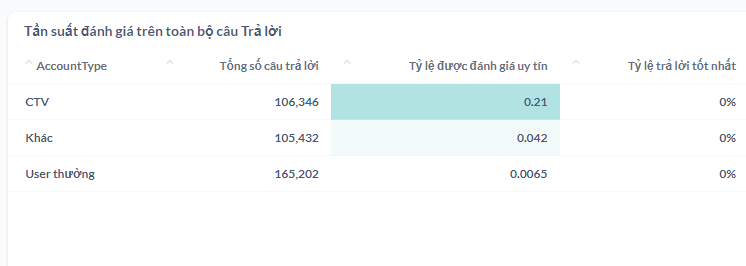 Tần suất đánh giá trên toàn bộ câu Trả lời
AccountType Tổng số câu trả lời Tỷ lệ được đánh giá uy tín Tỷ lệ trả lời tốt nhất
CTV 106,346 0.21 0%
Khác 105,432 0.042 0%
User thường 165,202 0.0065 0%